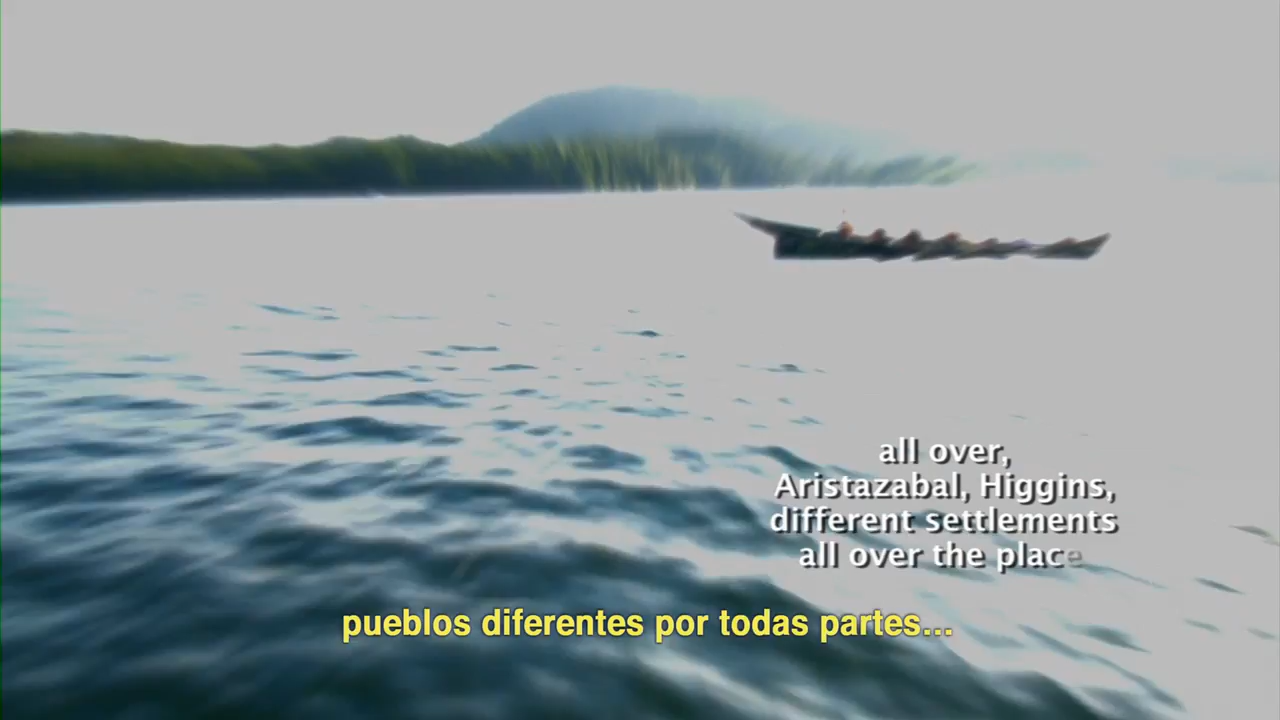 all over,
Aristazabal, Higgins,
different settlements
all over the place
pueblos diferentes por todas partes...